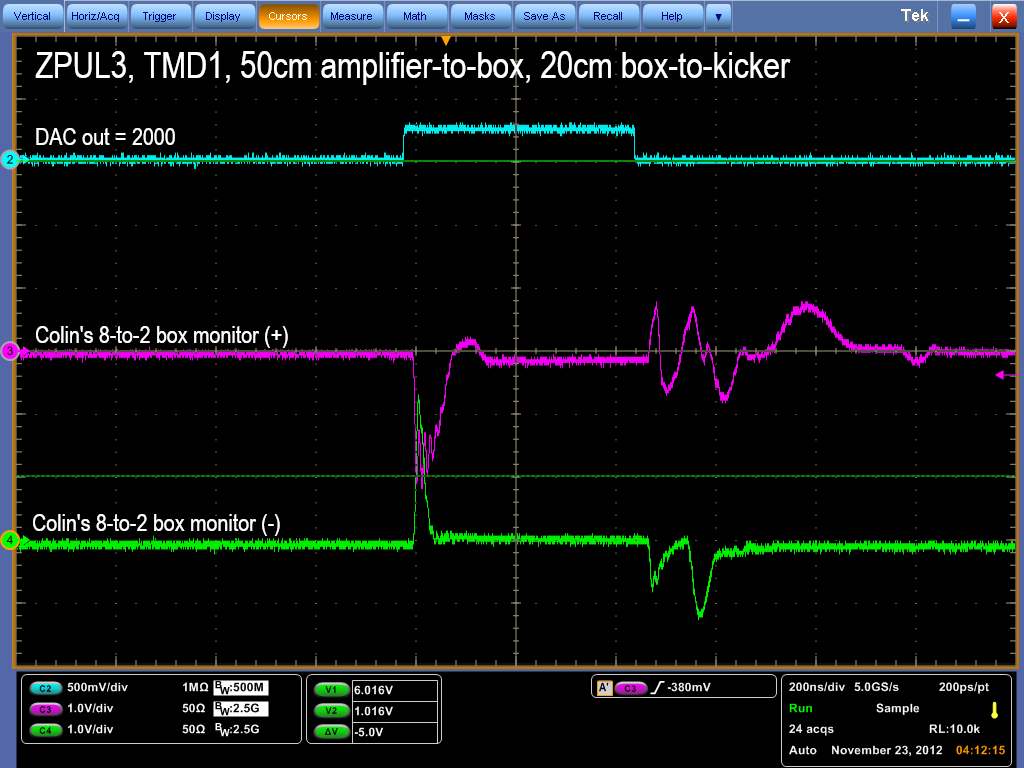 Vertical Horiz/Acq Trigger Display Cursors Measure Math Masks Save As Recall Help ▼ Tek X
ZPUL3, TMD1, 50cm amplifier-to-box, 20cm box-to-kicker
DAC out = 2000
2
Colin's 8-to-2 box monitor (+)
3
Colin's 8-to-2 box monitor (-)
4
C2 500mV/div 1MΩ BW:500M
C3 1.0V/div 50Ω BW:2.5G
C4 1.0V/div 50Ω BW:2.5G
V1 6.016V
V2 1.016V
ΔV -5.0V
A' C3 -380mV
200ns/div 5.0GS/s 200ps/pt
Run Sample
24 acqs RL:10.0k
Auto November 23, 2012 04:12:15